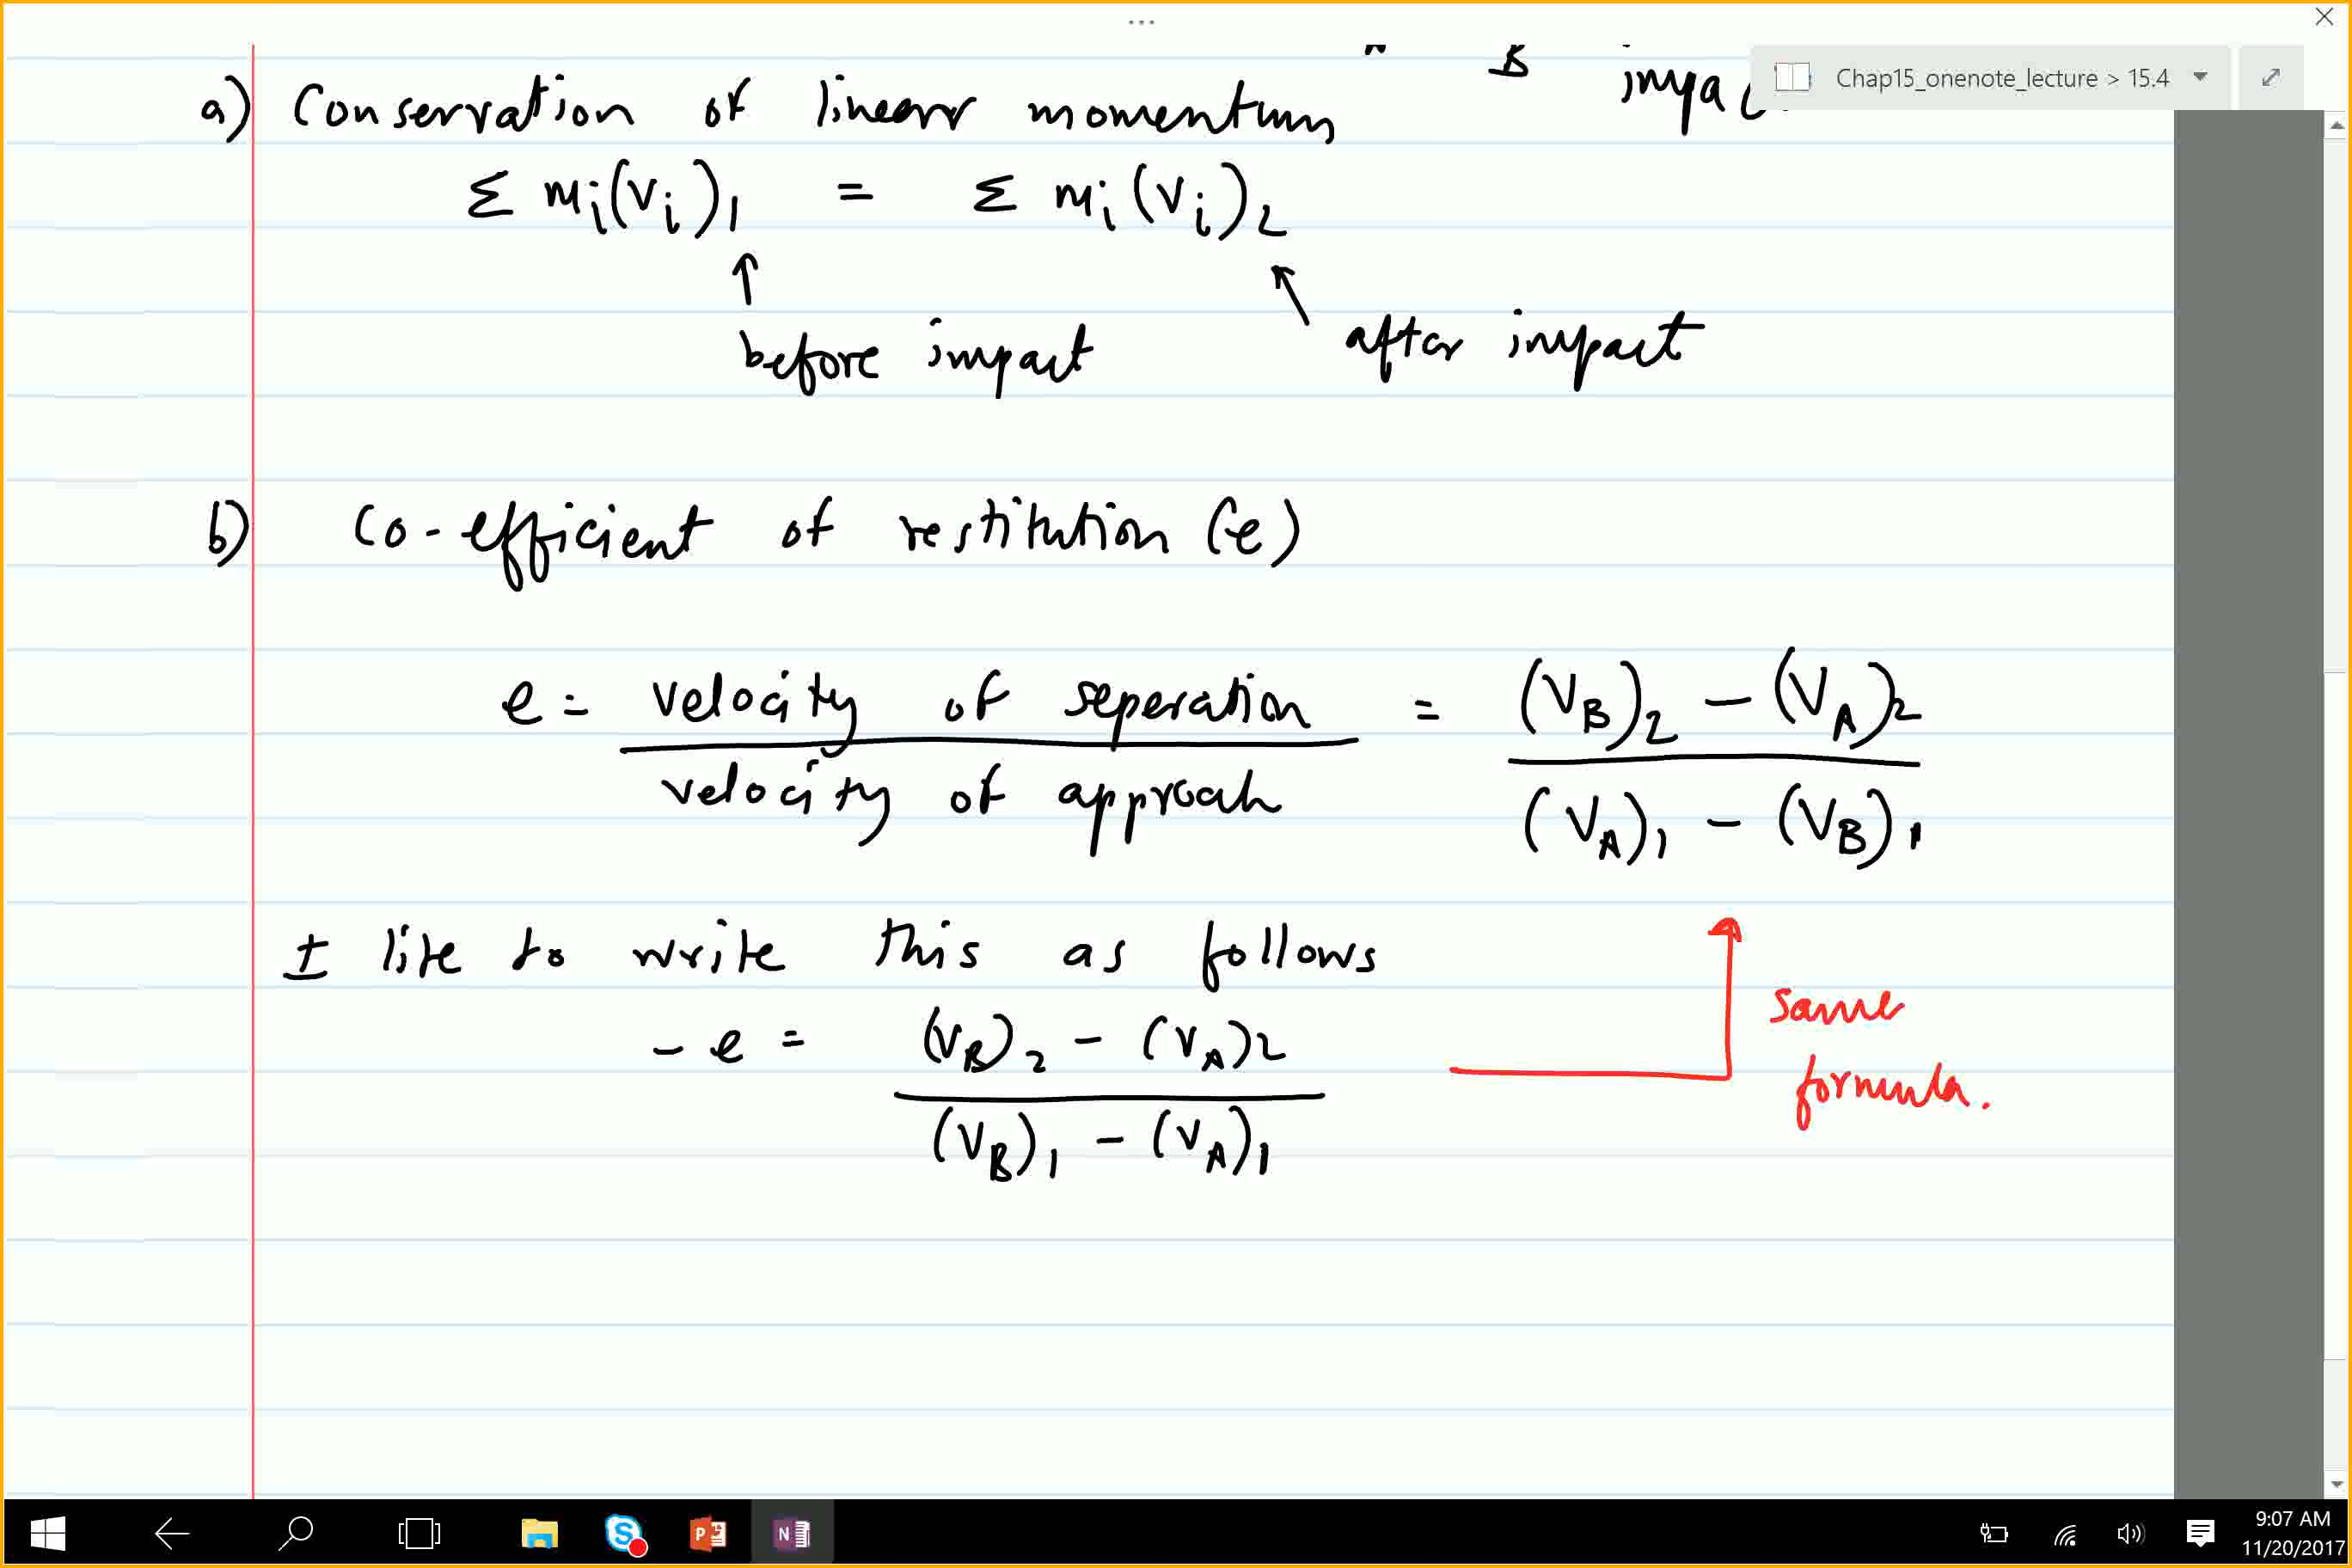 B impac
Chap15_onenote_lecture > 15.4
a) Conservation of linear momentum
Σ mi(Vi)1 = Σ mi(Vi)2
before impact
after impact
b) Co-efficient of restitution (e)
e = velocity of seperation / velocity of approach = (VB)2 - (VA)2 / (VA)1 - (VB)1
I like to write this as follows
- e = (VB)2 - (VA)2 / (VB)1 - (VA)1
same
formula.
9:07 AM
11/20/2017